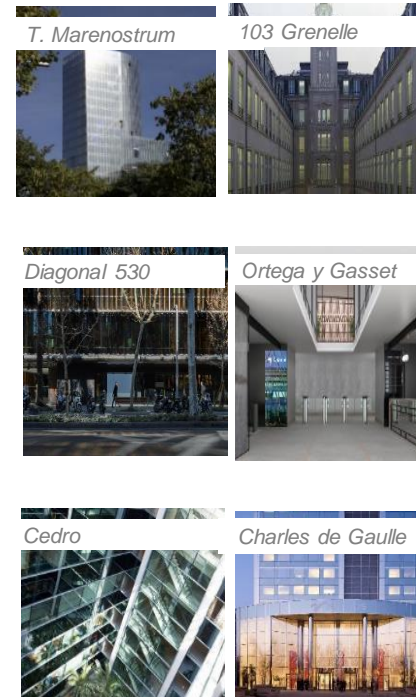 T. Marenostrum
103 Grenelle
Diagonal 530
Ortega y Gasset
Cedro
Charles de Gaulle